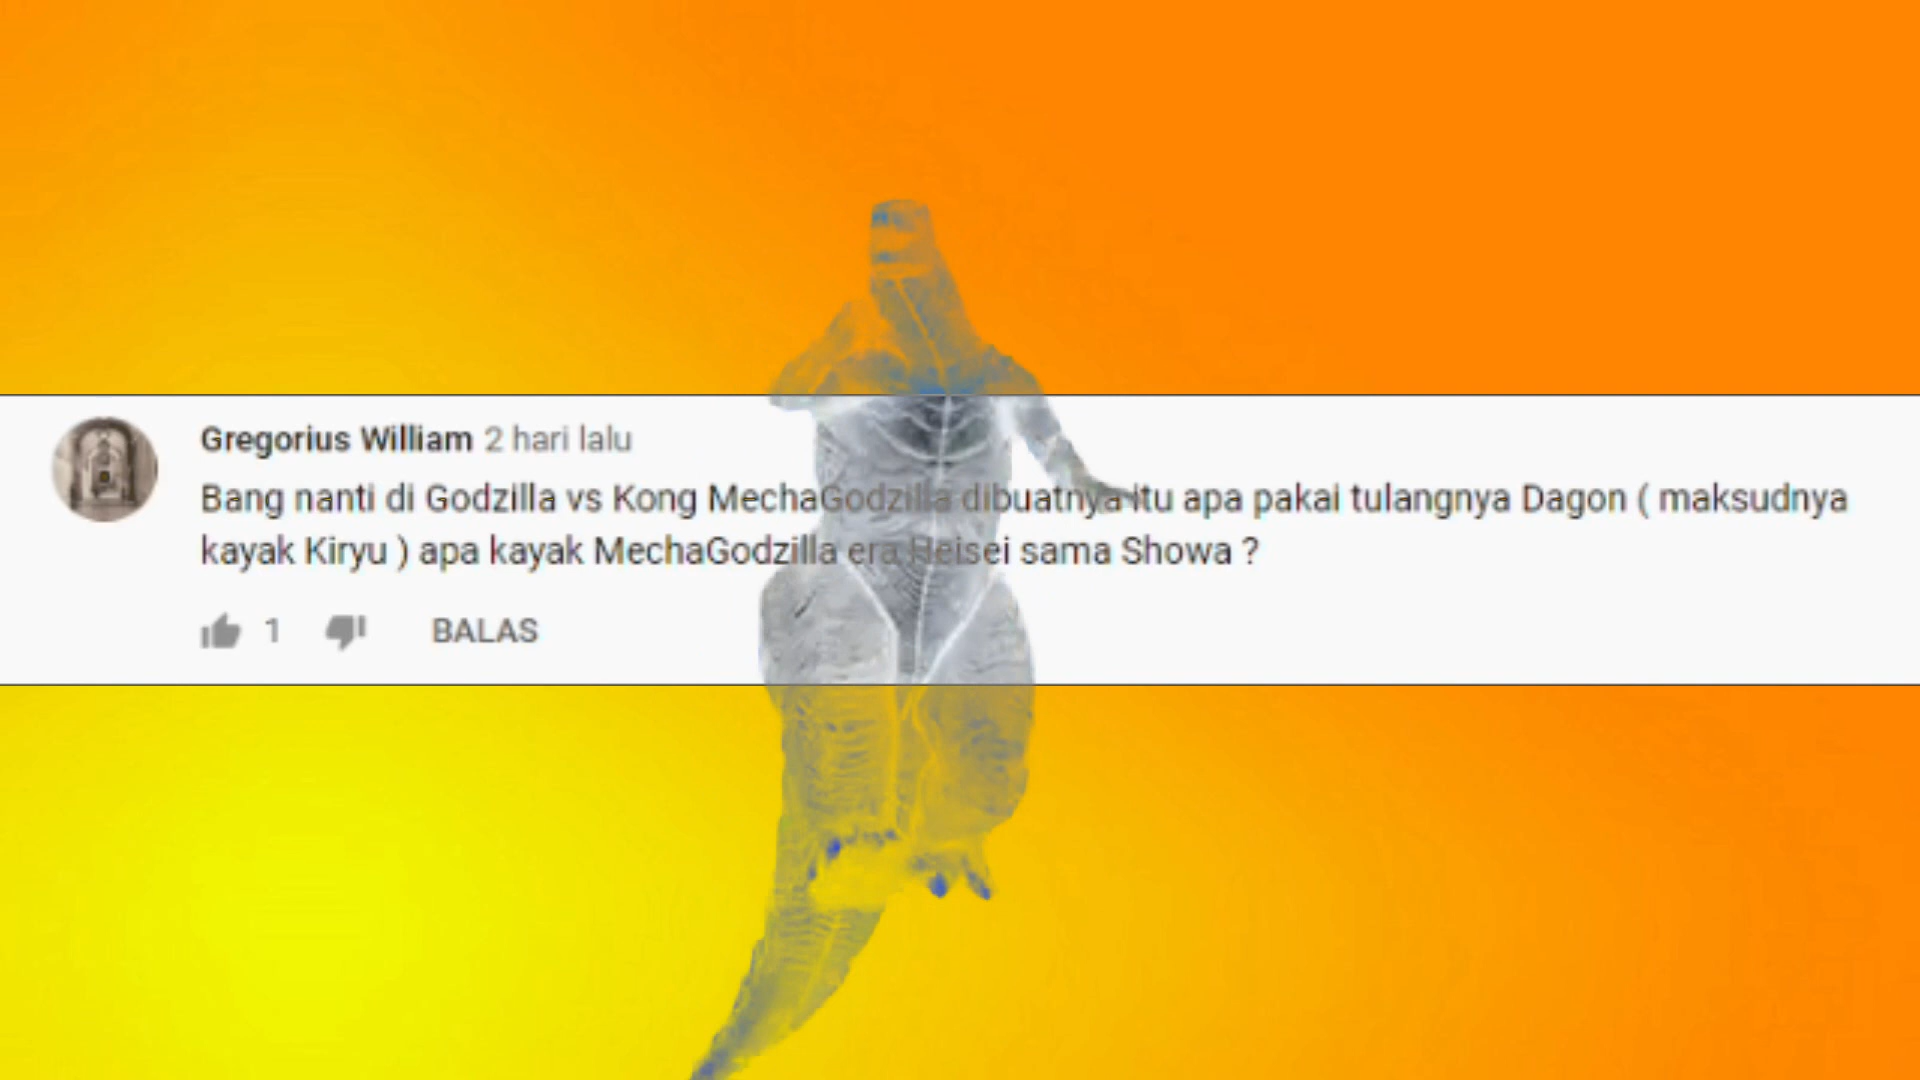 Gregorius William 2 hari lalu
Bang nanti di Godzilla vs Kong MechaGodzilla dibuatnya itu apa pakai tulangnya Dagon ( maksudnya
kayak Kiryu ) apa kayak MechaGodzilla era Heisei sama Showa ?
1 BALAS